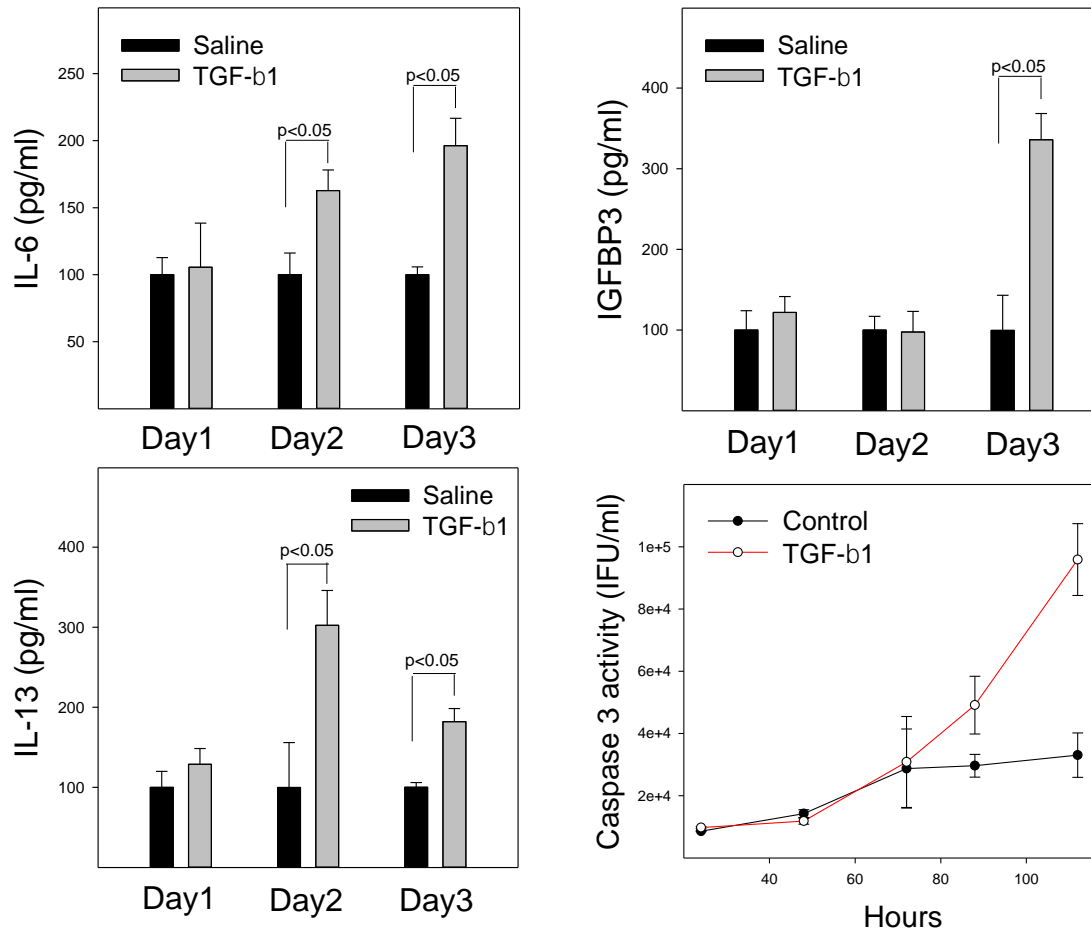 Saline
TGF-b1
IL-6 (pg/ml)
250
200
150
100
50
p<0.05
p<0.05
Day1 Day2 Day3
Saline
TGF-b1
IGFBP3 (pg/ml)
400
300
200
100
p<0.05
Day1 Day2 Day3
Saline
TGF-b1
IL-13 (pg/ml)
400
300
200
100
p<0.05
p<0.05
Day1 Day2 Day3
Control
TGF-b1
Caspase 3 activity (IFU/ml)
1e+5
8e+4
6e+4
4e+4
2e+4
40 60 80 100
Hours